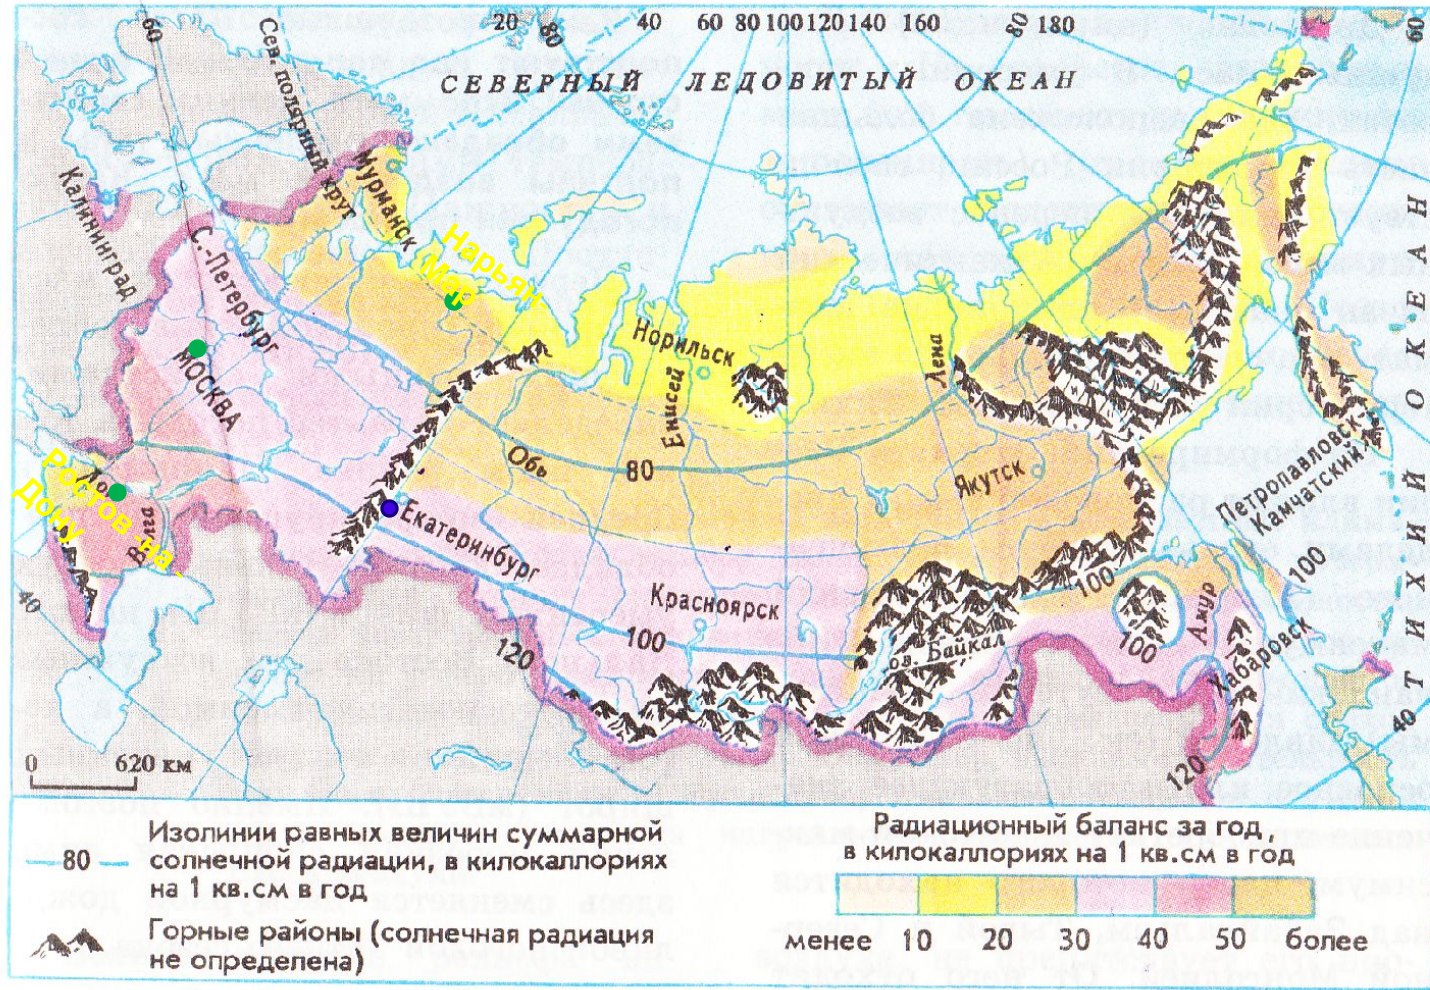 60
20
80
40
60
80
100
120
140
160
80
180
60
Сев. полярный круг
СЕВЕРНЫЙ ЛЕДОВИТЫЙ ОКЕАН
Калининград
Мурманск
С.-Петербург
Нарьян-
Мар
МОСКВА
Норильск
Енисей
Лена
ТИХИЙ ОКЕАН
Обь
80
Якутск
Петропавловск-
Камчатский
Ростов -на -
Дону
Волга
Екатеринбург
Красноярск
100
120
оз. Байкал
100
100
Амур
100
Хабаровск
40
40
120
0 620 км
80
Изолинии равных величин суммарной
солнечной радиации, в килокаллориях
на 1 кв.см в год
Горные районы (солнечная радиация
не определена)
Радиационный баланс за год,
в килокаллориях на 1 кв.см в год
менее 10 20 30 40 50 более